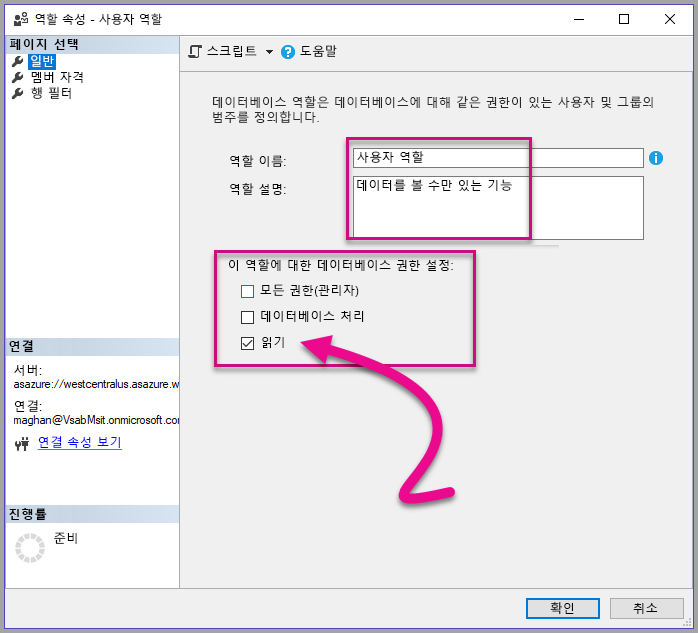 역할 속성 - 사용자 역할
페이지 선택
일반
멤버 자격
행 필터
스크립트 도움말
데이터베이스 역할은 데이터베이스에 대해 같은 권한이 있는 사용자 및 그룹의
범주를 정의합니다.
역할 이름: 사용자 역할
역할 설명: 데이터를 볼 수만 있는 기능
이 역할에 대한 데이터베이스 권한 설정:
모든 권한(관리자)
데이터베이스 처리
읽기
연결
서버:
asazure://westcentralus.asazure.w
연결:
maghan@VsabMsit.onmicrosoft.co
연결 속성 보기
진행률
준비
확인 취소